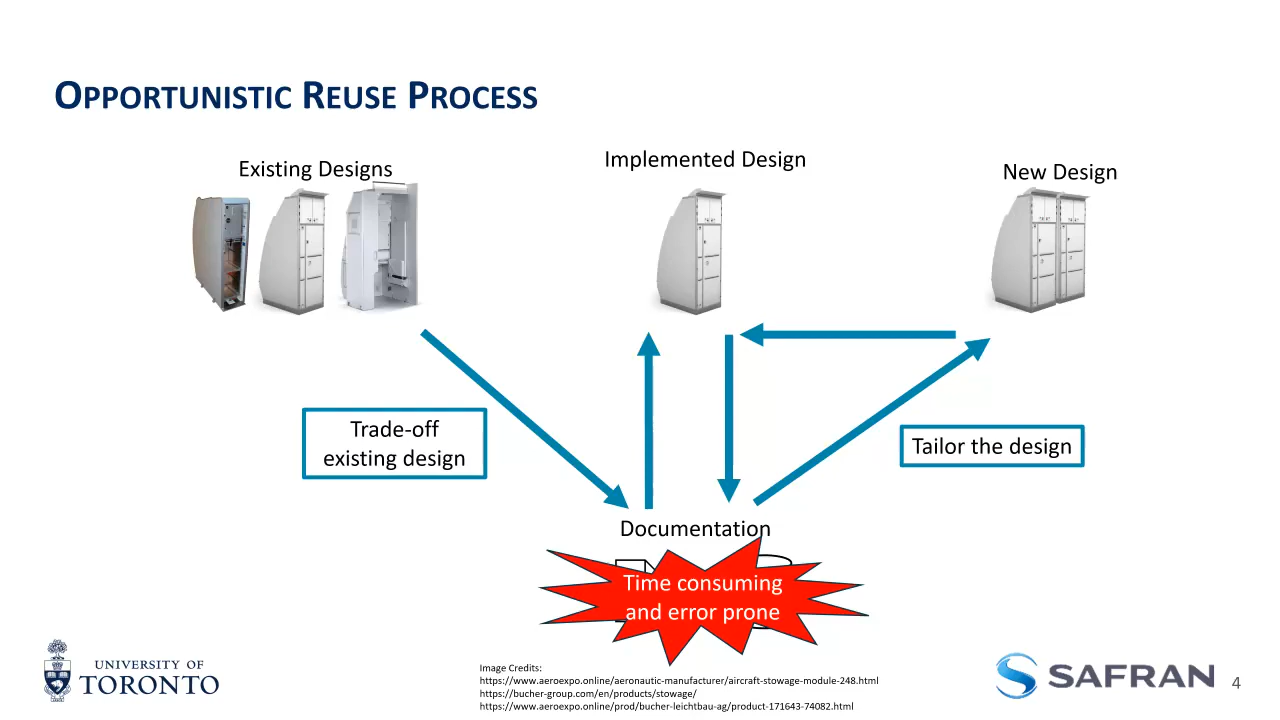 OPPORTUNISTIC REUSE PROCESS
Existing Designs
Implemented Design
New Design
Trade-off
existing design
Tailor the design
Documentation
Time consuming
and error prone
UNIVERSITY OF
TORONTO
Image Credits:
https://www.aeroexpo.online/aeronautic-manufacturer/aircraft-stowage-module-248.html
https://bucher-group.com/en/products/stowage/
https://www.aeroexpo.online/prod/bucher-leichtbau-ag/product-171643-74082.html
SAFRAN
4